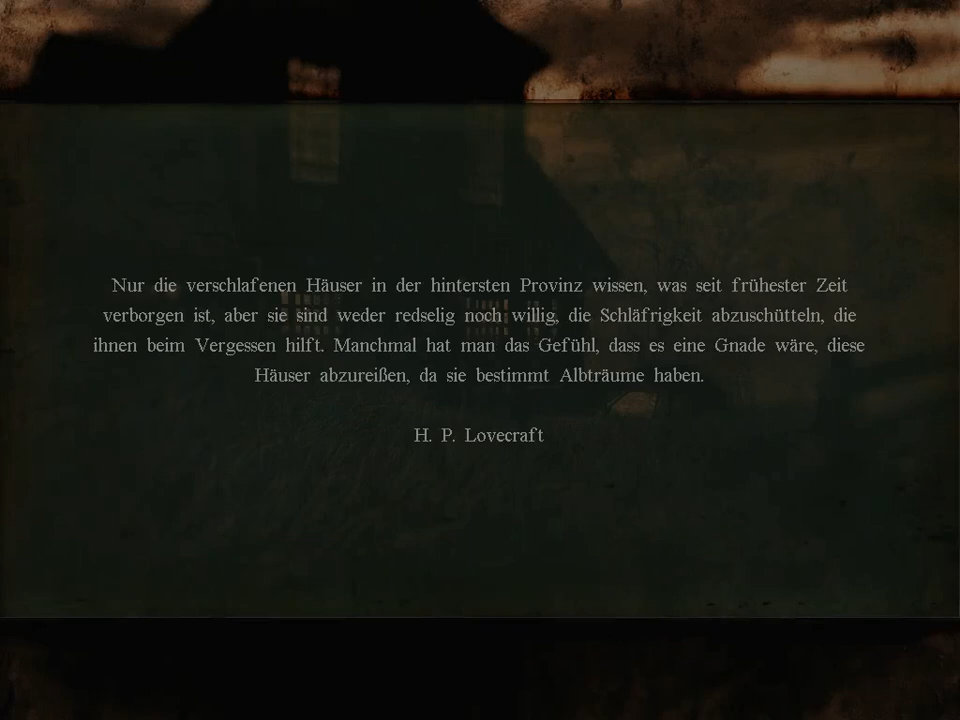 Nur die verschlafenen Häuser in der hintersten Provinz wissen, was seit frühester Zeit
verborgen ist, aber sie sind weder redselig noch willig, die Schläfrigkeit abzuschütteln, die
ihnen beim Vergessen hilft. Manchmal hat man das Gefühl, dass es eine Gnade wäre, diese
Häuser abzureißen, da sie bestimmt Albträume haben.
H. P. Lovecraft